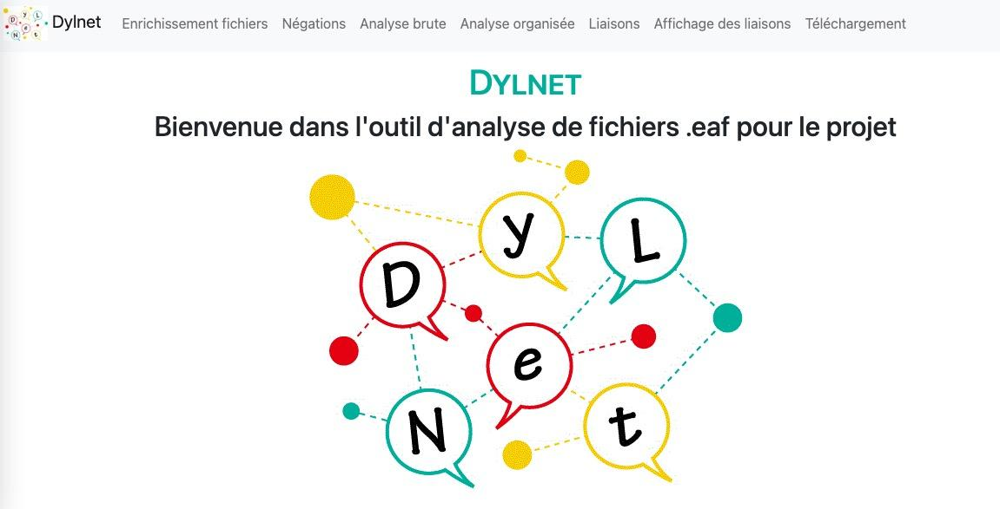 Dylnet Enrichissement fichiers Négations Analyse brute Analyse organisée Liaisons Affichage des liaisons Téléchargement
DYLNET
Bienvenue dans l'outil d'analyse de fichiers .eaf pour le projet
D y L
N e t